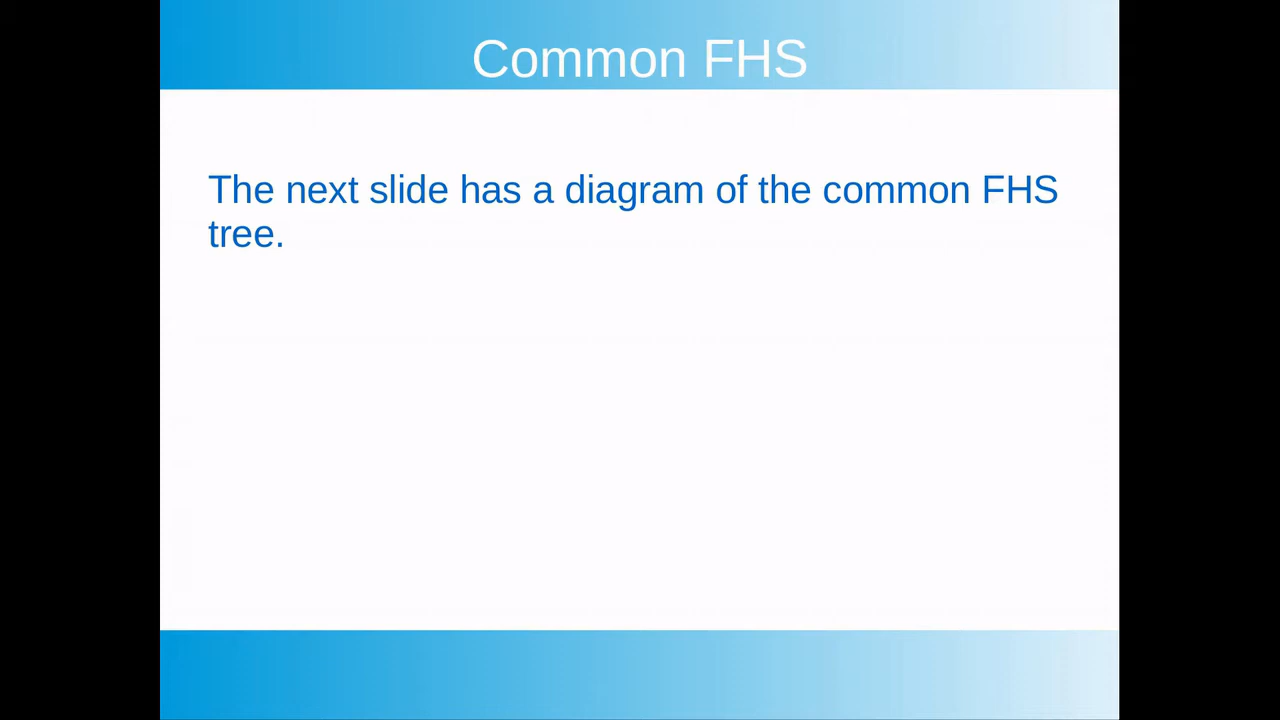 Common FHS
The next slide has a diagram of the common FHS
tree.